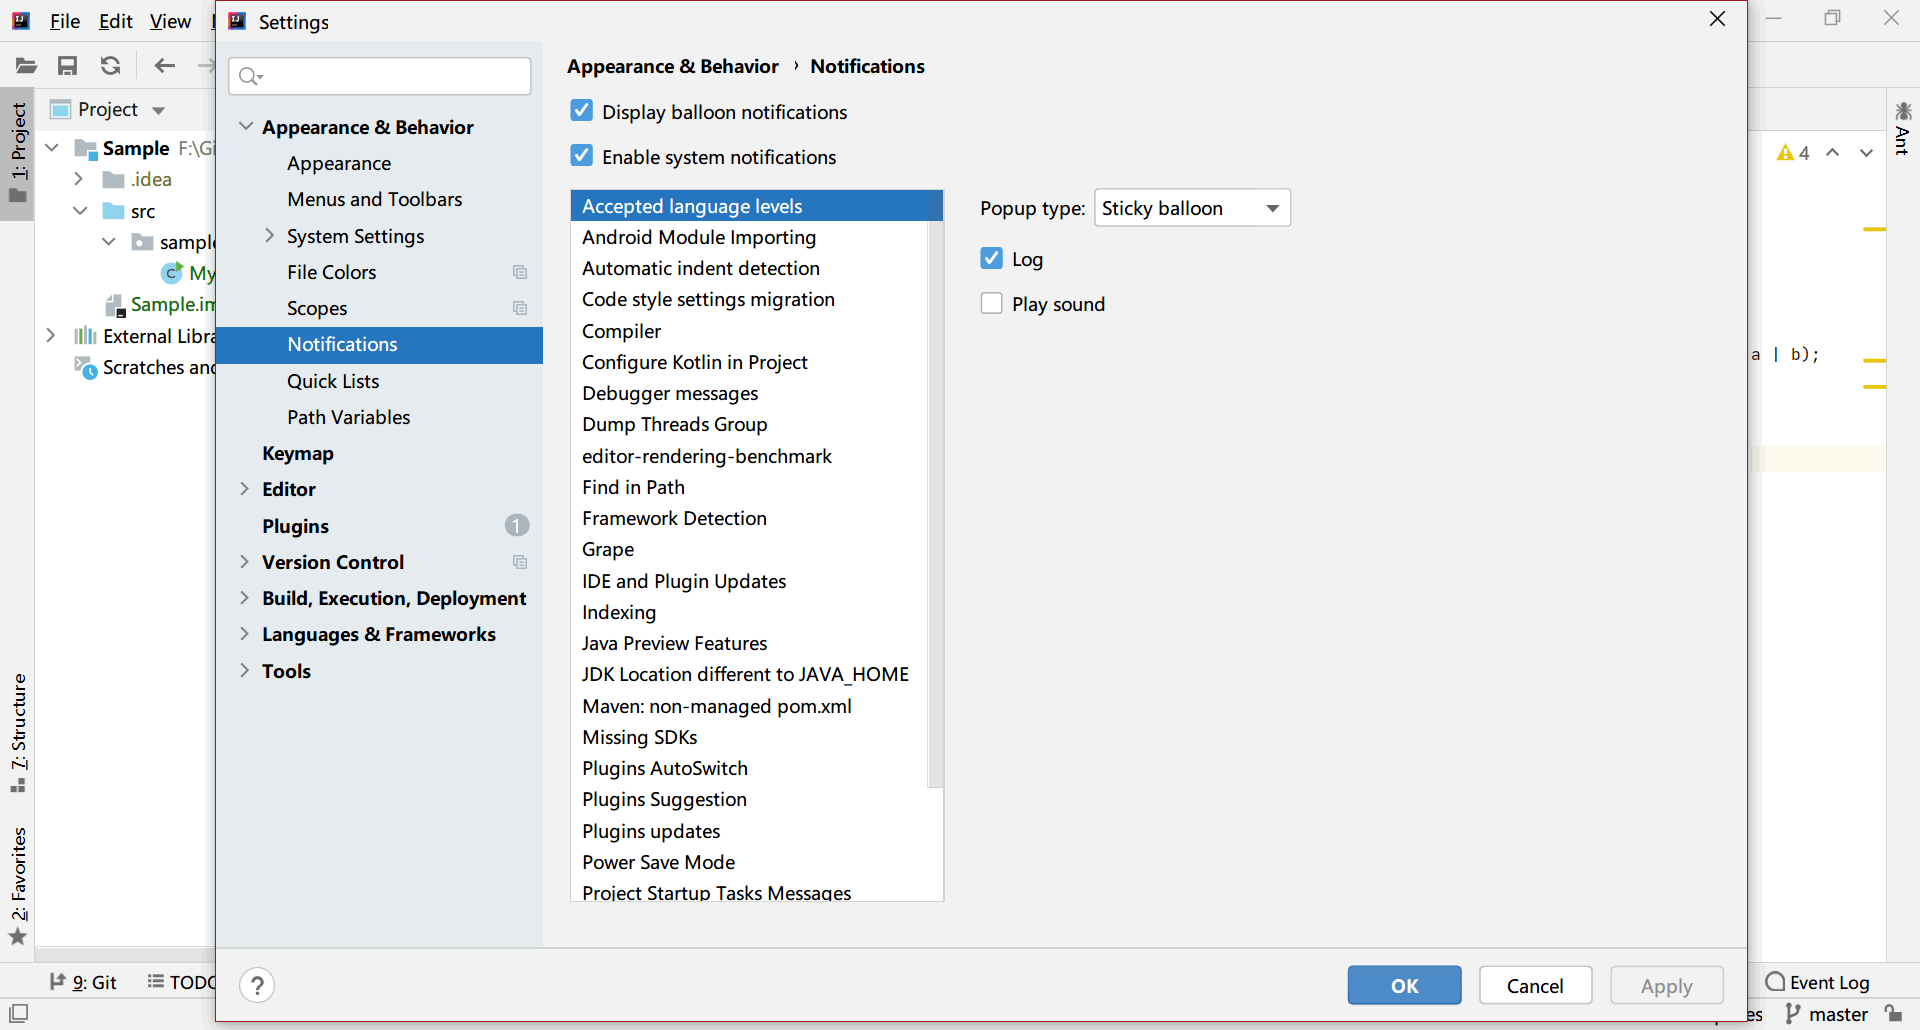 File Edit View
Settings
Project
Sample F:\Gi
.idea
src
sample
My
Sample.im
External Libra
Scratches and
1: Project
7: Structure
2: Favorites
Appearance & Behavior
Appearance
Menus and Toolbars
System Settings
File Colors
Scopes
Notifications
Quick Lists
Path Variables
Keymap
Editor
Plugins 1
Version Control
Build, Execution, Deployment
Languages & Frameworks
Tools
Appearance & Behavior › Notifications
Display balloon notifications
Enable system notifications
Accepted language levels
Android Module Importing
Automatic indent detection
Code style settings migration
Compiler
Configure Kotlin in Project
Debugger messages
Dump Threads Group
editor-rendering-benchmark
Find in Path
Framework Detection
Grape
IDE and Plugin Updates
Indexing
Java Preview Features
JDK Location different to JAVA_HOME
Maven: non-managed pom.xml
Missing SDKs
Plugins AutoSwitch
Plugins Suggestion
Plugins updates
Power Save Mode
Project Startup Tasks Messages
Popup type: Sticky balloon
Log
Play sound
4
a | b);
Ant
? OK Cancel Apply
9: Git TODO
Event Log
es master